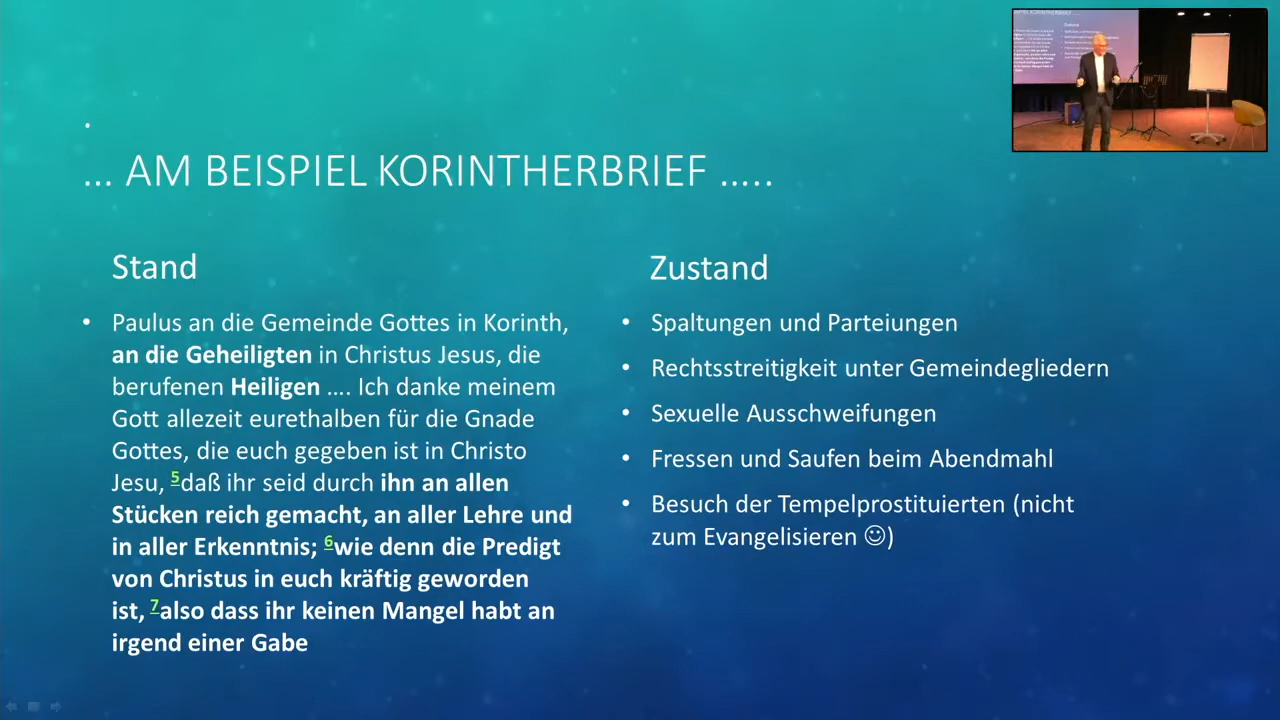 .
... AM BEISPIEL KORINTHERBRIEF .....
Stand
• Paulus an die Gemeinde Gottes in Korinth,
an die Geheiligten in Christus Jesus, die
berufenen Heiligen .... Ich danke meinem
Gott allezeit eurethalben für die Gnade
Gottes, die euch gegeben ist in Christo
Jesu, 5daß ihr seid durch ihn an allen
Stücken reich gemacht, an aller Lehre und
in aller Erkenntnis; 6wie denn die Predigt
von Christus in euch kräftig geworden
ist, 7also dass ihr keinen Mangel habt an
irgend einer Gabe
Zustand
• Spaltungen und Parteiungen
• Rechtsstreitigkeit unter Gemeindegliedern
• Sexuelle Ausschweifungen
• Fressen und Saufen beim Abendmahl
• Besuch der Tempelprostituierten (nicht
zum Evangelisieren ☺)